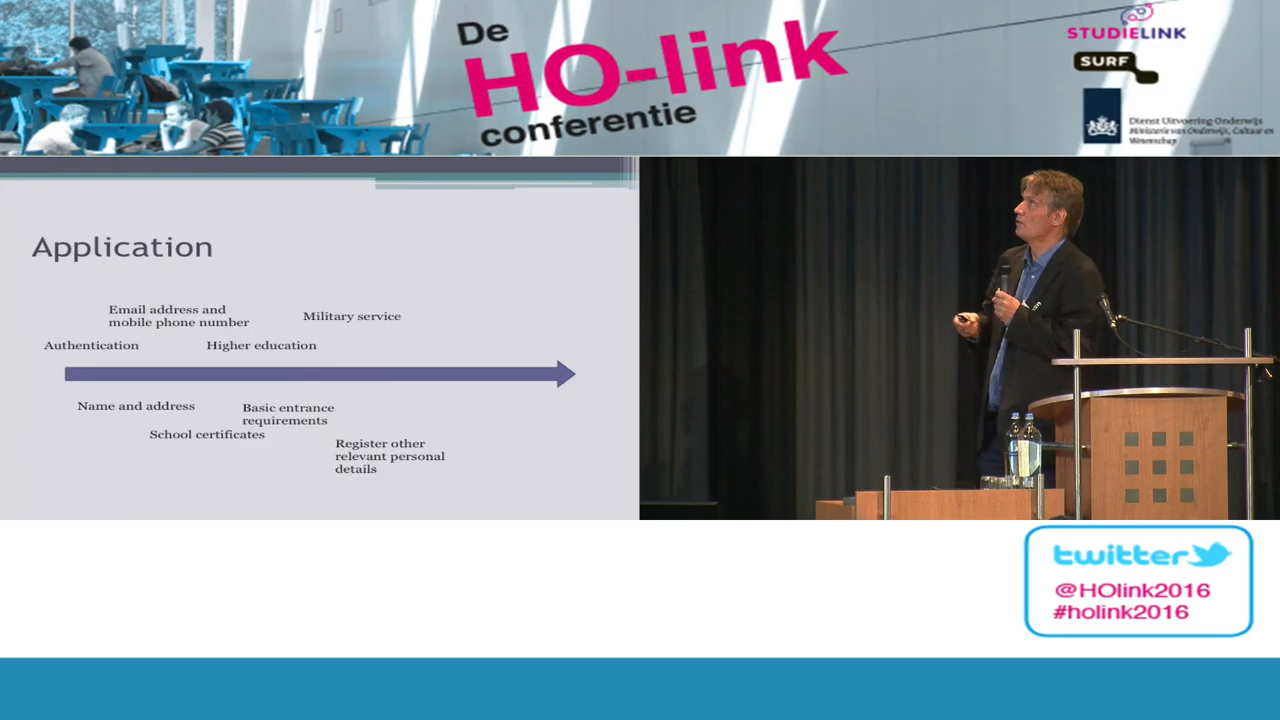 De
HO-link
conferentie
STUDIELINK
SURF
Dienst Uitvoering Onderwijs
Ministerie van Onderwijs, Cultuur en
Wetenschap
Application
Email address and
mobile phone number
Military service
Authentication
Higher education
Name and address
Basic entrance
requirements
School certificates
Register other
relevant personal
details
twitter
@HOlink2016
#holink2016